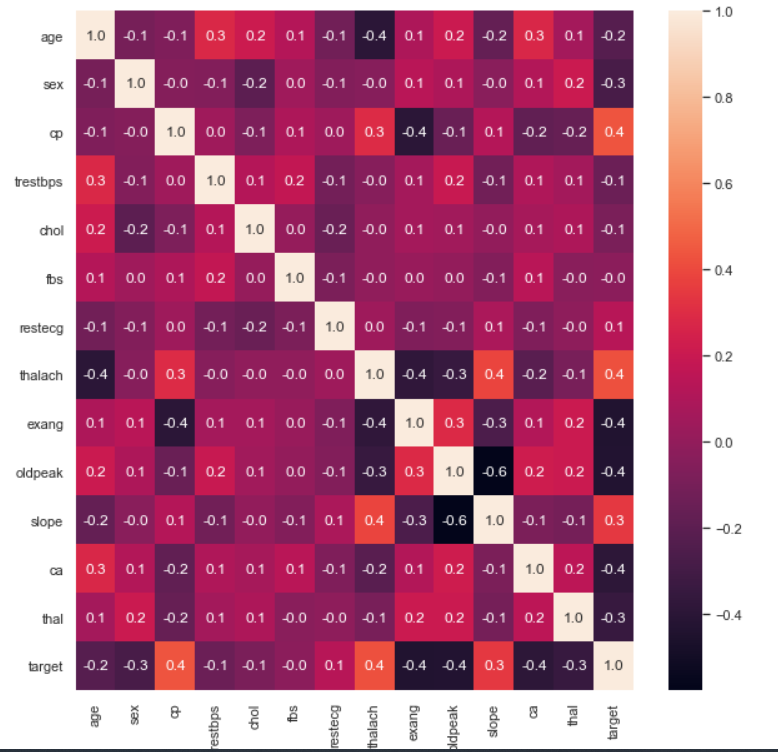 age 1.0 -0.1 -0.1 0.3 0.2 0.1 -0.1 -0.4 0.1 0.2 -0.2 0.3 0.1 -0.2
sex -0.1 1.0 -0.0 -0.1 -0.2 0.0 -0.1 -0.0 0.1 0.1 -0.0 0.1 0.2 -0.3
cp -0.1 -0.0 1.0 0.0 -0.1 0.1 0.0 0.3 -0.4 -0.1 0.1 -0.2 -0.2 0.4
trestbps 0.3 -0.1 0.0 1.0 0.1 0.2 -0.1 -0.0 0.1 0.2 -0.1 0.1 0.1 -0.1
chol 0.2 -0.2 -0.1 0.1 1.0 0.0 -0.2 -0.0 0.1 0.1 -0.0 0.1 0.1 -0.1
fbs 0.1 0.0 0.1 0.2 0.0 1.0 -0.1 -0.0 0.0 0.0 -0.1 0.1 -0.0 -0.0
restecg -0.1 -0.1 0.0 -0.1 -0.2 -0.1 1.0 0.0 -0.1 -0.1 0.1 -0.1 -0.0 0.1
thalach -0.4 -0.0 0.3 -0.0 -0.0 -0.0 0.0 1.0 -0.4 -0.3 0.4 -0.2 -0.1 0.4
exang 0.1 0.1 -0.4 0.1 0.1 0.0 -0.1 -0.4 1.0 0.3 -0.3 0.1 0.2 -0.4
oldpeak 0.2 0.1 -0.1 0.2 0.1 0.0 -0.1 -0.3 0.3 1.0 -0.6 0.2 0.2 -0.4
slope -0.2 -0.0 0.1 -0.1 -0.0 -0.1 0.1 0.4 -0.3 -0.6 1.0 -0.1 -0.1 0.3
ca 0.3 0.1 -0.2 0.1 0.1 0.1 -0.1 -0.2 0.1 0.2 -0.1 1.0 0.2 -0.4
thal 0.1 0.2 -0.2 0.1 0.1 -0.0 -0.0 -0.1 0.2 0.2 -0.1 0.2 1.0 -0.3
target -0.2 -0.3 0.4 -0.1 -0.1 -0.0 0.1 0.4 -0.4 -0.4 0.3 -0.4 -0.3 1.0
age sex cp restbps chol fbs restecg thalach exang oldpeak slope ca thal target
1.0
0.8
0.6
0.4
0.2
0.0
−0.2
−0.4